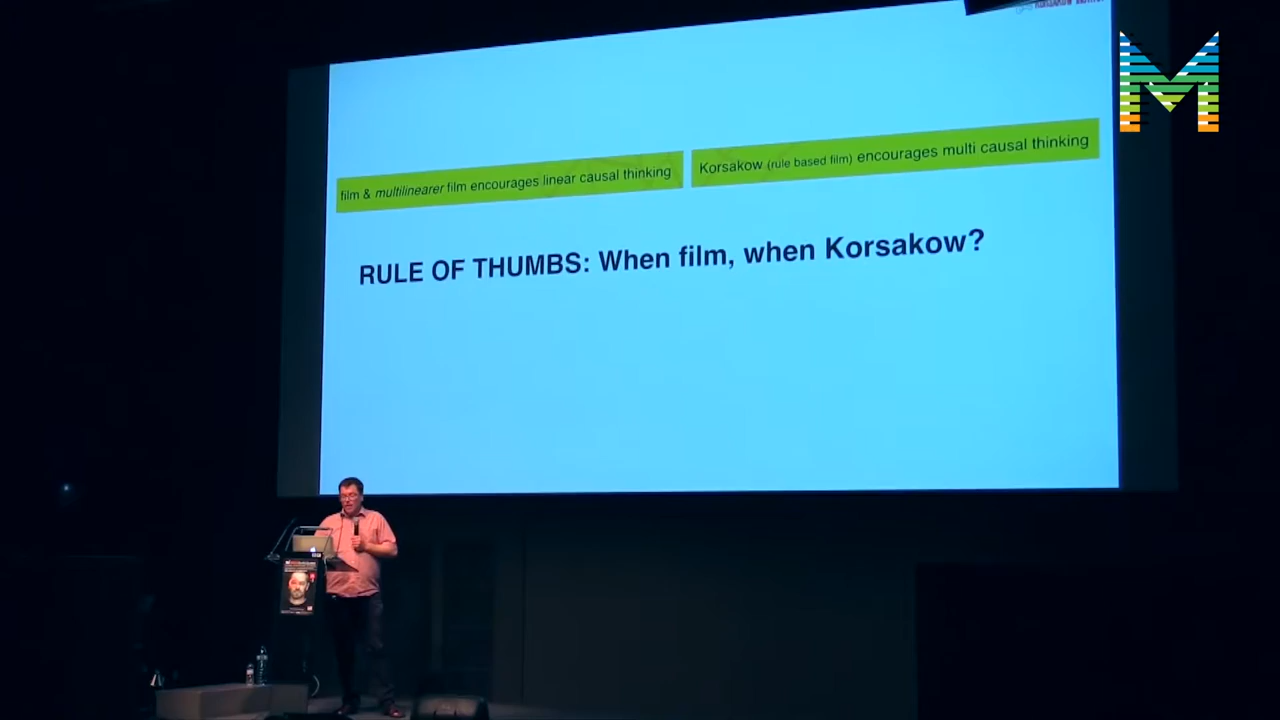 film & multilinearer film encourages linear causal thinking
Korsakow (rule based film) encourages multi causal thinking
RULE OF THUMBS: When film, when Korsakow?
M